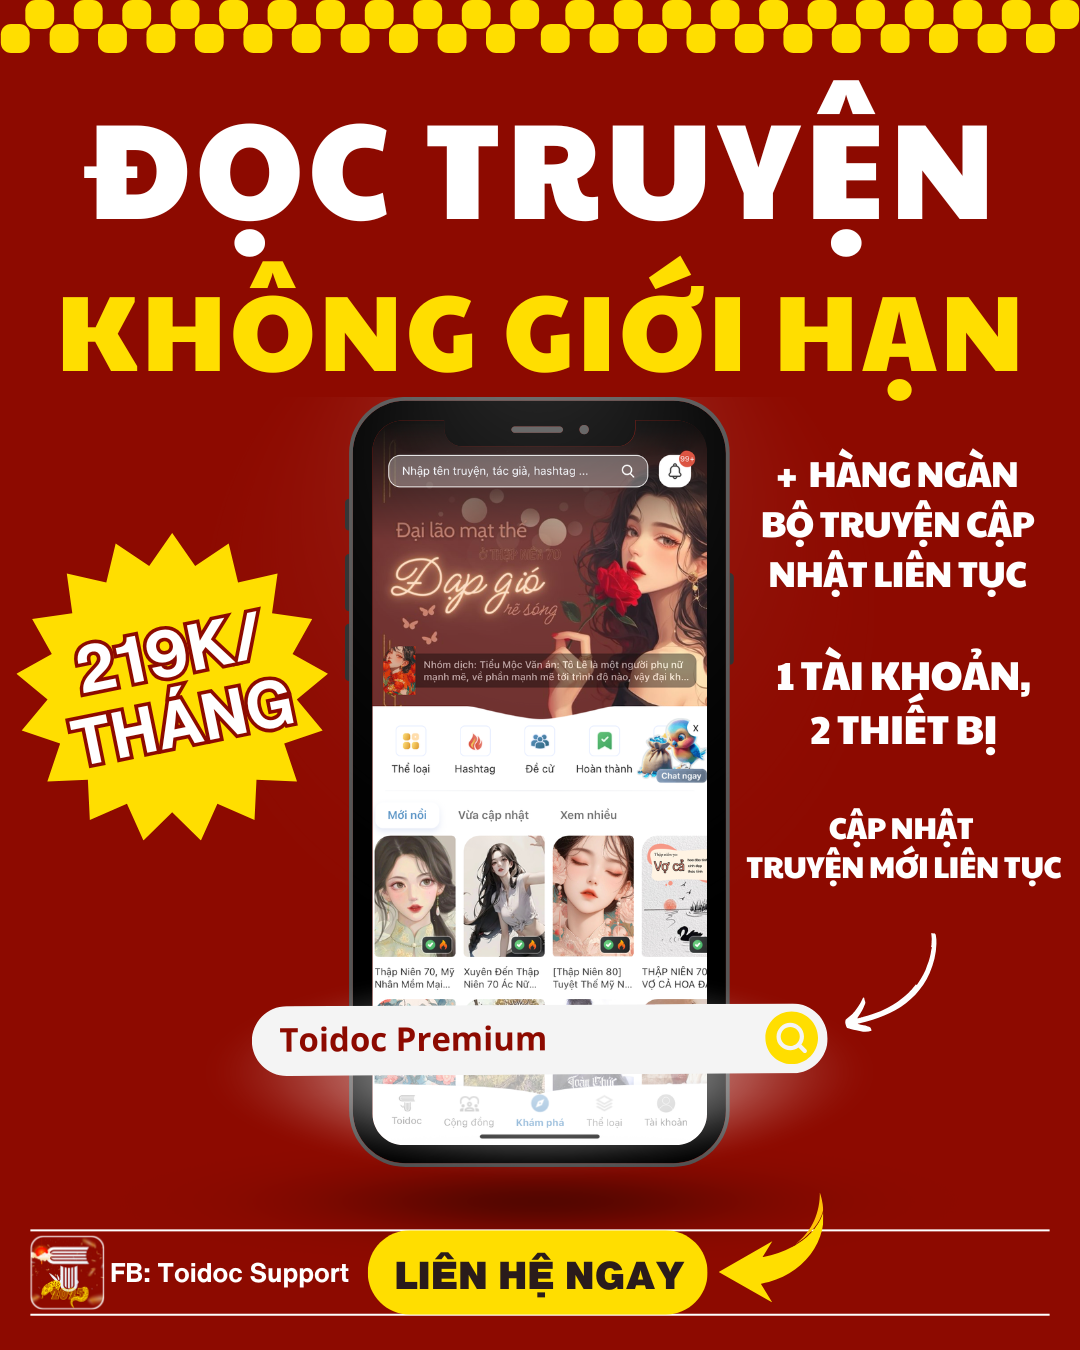 ĐỌC TRUYỆN
KHÔNG GIỚI HẠN
219K/
THÁNG
+ HÀNG NGÀN
BỘ TRUYỆN CẬP
NHẬT LIÊN TỤC
1 TÀI KHOẢN,
2 THIẾT BỊ
CẬP NHẬT
TRUYỆN MỚI LIÊN TỤC
Nhập tên truyện, tác giả, hashtag ...
99+
Đại lão mạt thế
ở THẬP NIÊN 70
Đạp gió
rẽ sóng
Nhóm dịch: Tiểu Mộc Văn án: Tô Lê là một người phụ nữ
mạnh mẽ, về phần mạnh mẽ tới trình độ nào, vậy đại kh...
Thể loại
Hashtag
Đề cử
Hoàn thành
X
Chat ngay
Mới nổi
Vừa cập nhật
Xem nhiều
Vợ cả
Thập Niên 70, Mỹ
Nhân Mềm Mại...
Xuyên Đến Thập
Niên 70 Ác Nữ...
[Thập Niên 80]
Tuyệt Thế Mỹ N...
THẬP NIÊN 70
VỢ CẢ HOA ĐÀ
Toidoc Premium
Toidoc
Cộng đồng
Khám phá
Thể loại
Tài khoản
FB: Toidoc Support
LIÊN HỆ NGAY